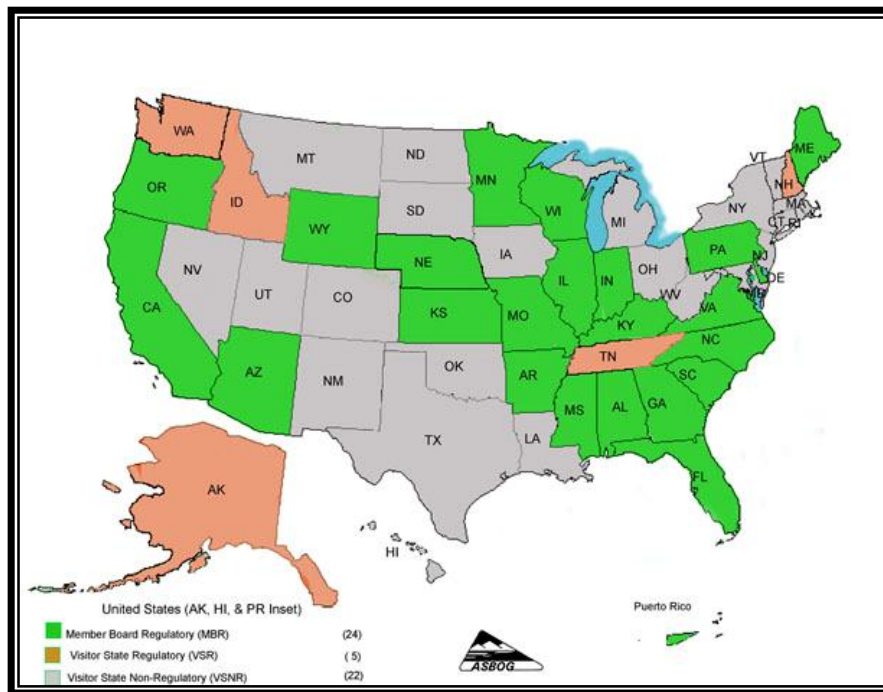 WA
MT
ND
MN
VT
ME
OR
ID
SD
WI
MI
NH
NY
MA
CT
RI
WY
IA
NE
PA
NJ
NV
UT
CO
IL
IN
OH
DE
WV
VA
CA
KS
MO
KY
NC
TN
AZ
NM
OK
AR
SC
MS
AL
GA
TX
LA
FL
AK
HI
United States (AK, HI, & PR Inset)
Puerto Rico
Member Board Regulatory (MBR) (24)
Visitor State Regulatory (VSR) ( 5)
Visitor State Non-Regulatory (VSNR) (22)
ASBOG